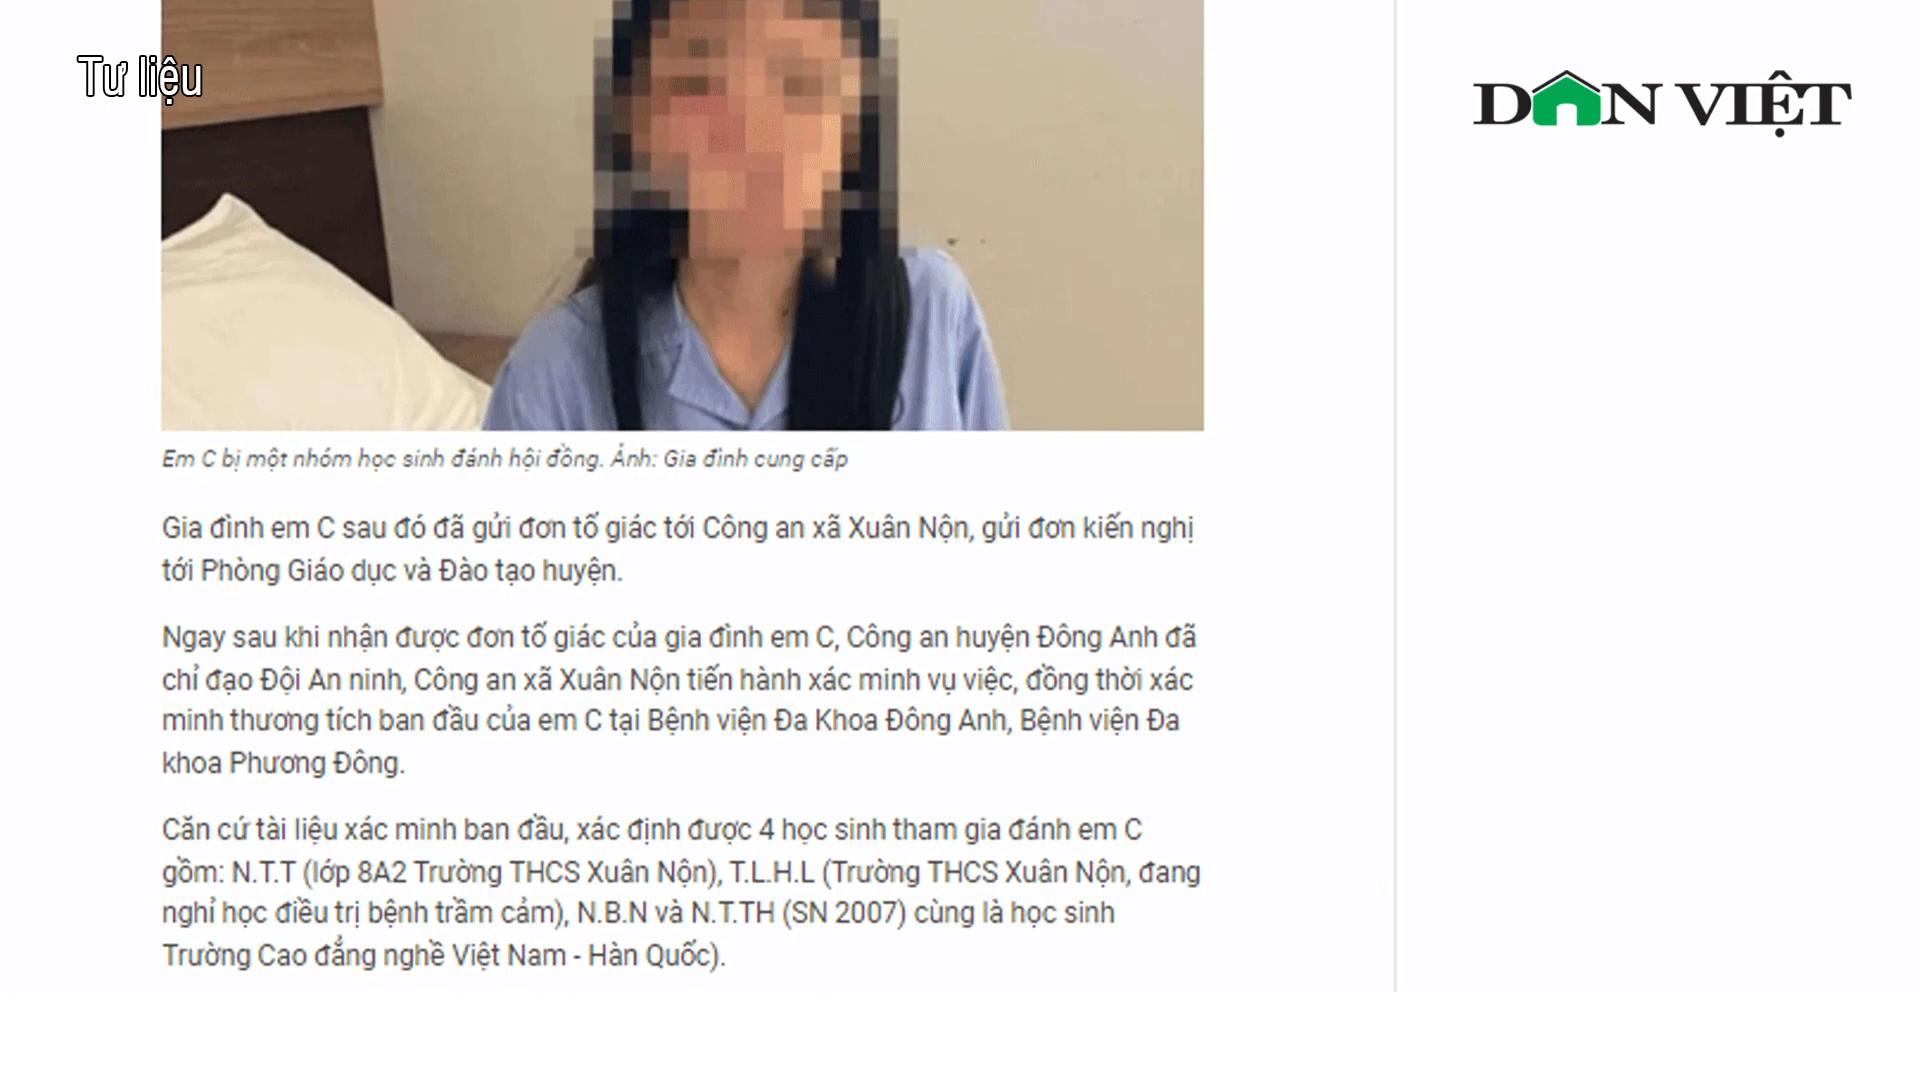 Tư liệu
DÂN VIỆT
Em C bị một nhóm học sinh đánh hội đồng. Ảnh: Gia đình cung cấp
Gia đình em C sau đó đã gửi đơn tố giác tới Công an xã Xuân Nộn, gửi đơn kiến nghị
tới Phòng Giáo dục và Đào tạo huyện.
Ngay sau khi nhận được đơn tố giác của gia đình em C, Công an huyện Đông Anh đã
chỉ đạo Đội An ninh, Công an xã Xuân Nộn tiến hành xác minh vụ việc, đồng thời xác
minh thương tích ban đầu của em C tại Bệnh viện Đa Khoa Đông Anh, Bệnh viện Đa
khoa Phương Đông.
Căn cứ tài liệu xác minh ban đầu, xác định được 4 học sinh tham gia đánh em C
gồm: N.T.T (lớp 8A2 Trường THCS Xuân Nộn), T.L.H.L (Trường THCS Xuân Nộn, đang
nghỉ học điều trị bệnh trầm cảm), N.B.N và N.T.TH (SN 2007) cùng là học sinh
Trường Cao đẳng nghề Việt Nam - Hàn Quốc).